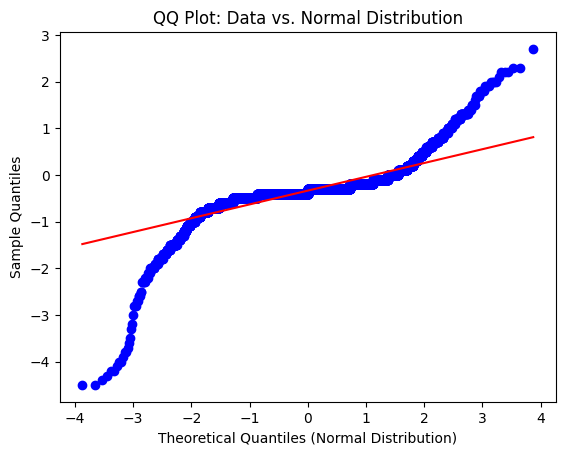 QQ Plot: Data vs. Normal Distribution
3
2
1
0
−1
−2
−3
−4
Sample Quantiles
−4 −3 −2 −1 0 1 2 3 4
Theoretical Quantiles (Normal Distribution)